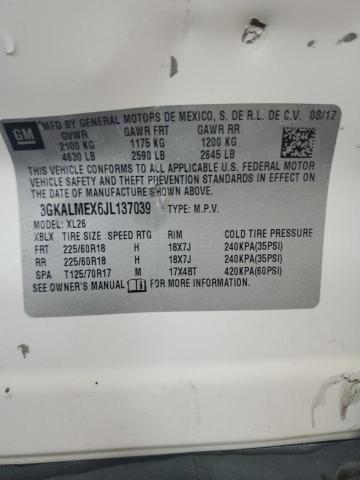 GM
MFD BY GENERAL MOTORS DE MEXICO, S. DE R.L. DE C.V. 08/17
GVWR GAWR FRT GAWR RR
2100 KG 1175 KG 1200 KG
4630 LB 2590 LB 2645 LB
THIS VEHICLE CONFORMS TO ALL APPLICABLE U.S. FEDERAL MOTOR
VEHICLE SAFETY AND THEFT PREVENTION STANDARDS IN EFFECT ON
THE DATE OF MANUFACTURE SHOWN ABOVE.
3GKALMEX6JL137039 TYPE: M.P.V.
MODEL: XL26
XBLX TIRE SIZE SPEED RTG RIM COLD TIRE PRESSURE
FRT 225/60R18 H 18X7J 240KPA(35PSI)
RR 225/60R18 H 18X7J 240KPA(35PSI)
SPA T125/70R17 M 17X4BT 420KPA(60PSI)
SEE OWNER'S MANUAL FOR MORE INFORMATION.